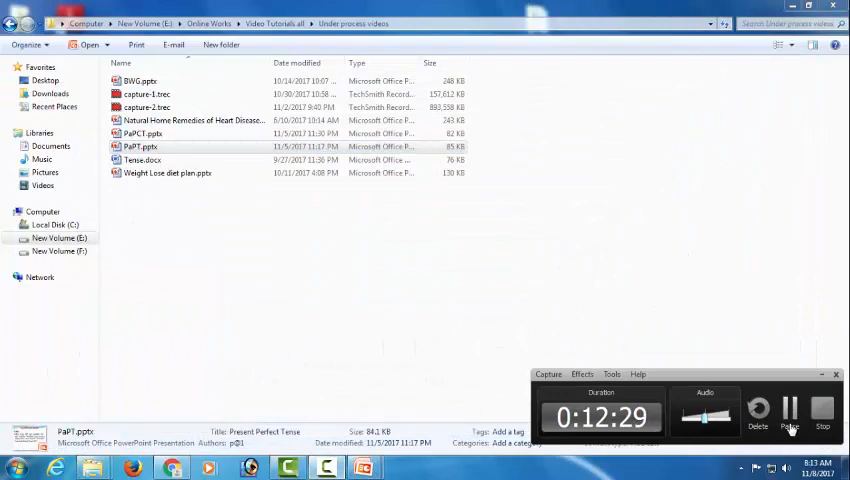 Computer ▸ New Volume (E:) ▸ Online Works ▸ Video Tutorials all ▸ Under process videos
Search Under process videos
Organize Open Print E-mail New folder
Name Date modified Type Size
Favorites
Desktop
Downloads
Recent Places
Libraries
Documents
Music
Pictures
Videos
Computer
Local Disk (C:)
New Volume (E:)
New Volume (F:)
Network
BWG.pptx 10/14/2017 10:07 ... Microsoft Office P... 248 KB
capture-1.trec 10/30/2017 10:58 ... TechSmith Record... 157,612 KB
capture-2.trec 11/2/2017 9:40 PM TechSmith Record... 893,558 KB
Natural Home Remedies of Heart Disease... 6/10/2017 10:14 AM Microsoft Office P... 243 KB
PaPCT.pptx 11/5/2017 11:30 PM Microsoft Office P... 82 KB
PaPT.pptx 11/5/2017 11:17 PM Microsoft Office P... 85 KB
Tense.docx 9/27/2017 11:36 PM Microsoft Office ... 76 KB
Weight Lose diet plan.pptx 10/11/2017 4:08 PM Microsoft Office P... 130 KB
Capture Effects Tools Help
Duration
0:12:29
Audio
Delete Pause Stop
PaPT.pptx Title: Present Perfect Tense Size: 84.1 KB Tags: Add a tag
Microsoft Office PowerPoint Presentation Authors: p@1 Date modified: 11/5/2017 11:17 PM Categories: Add a category
8:13 AM
11/8/2017